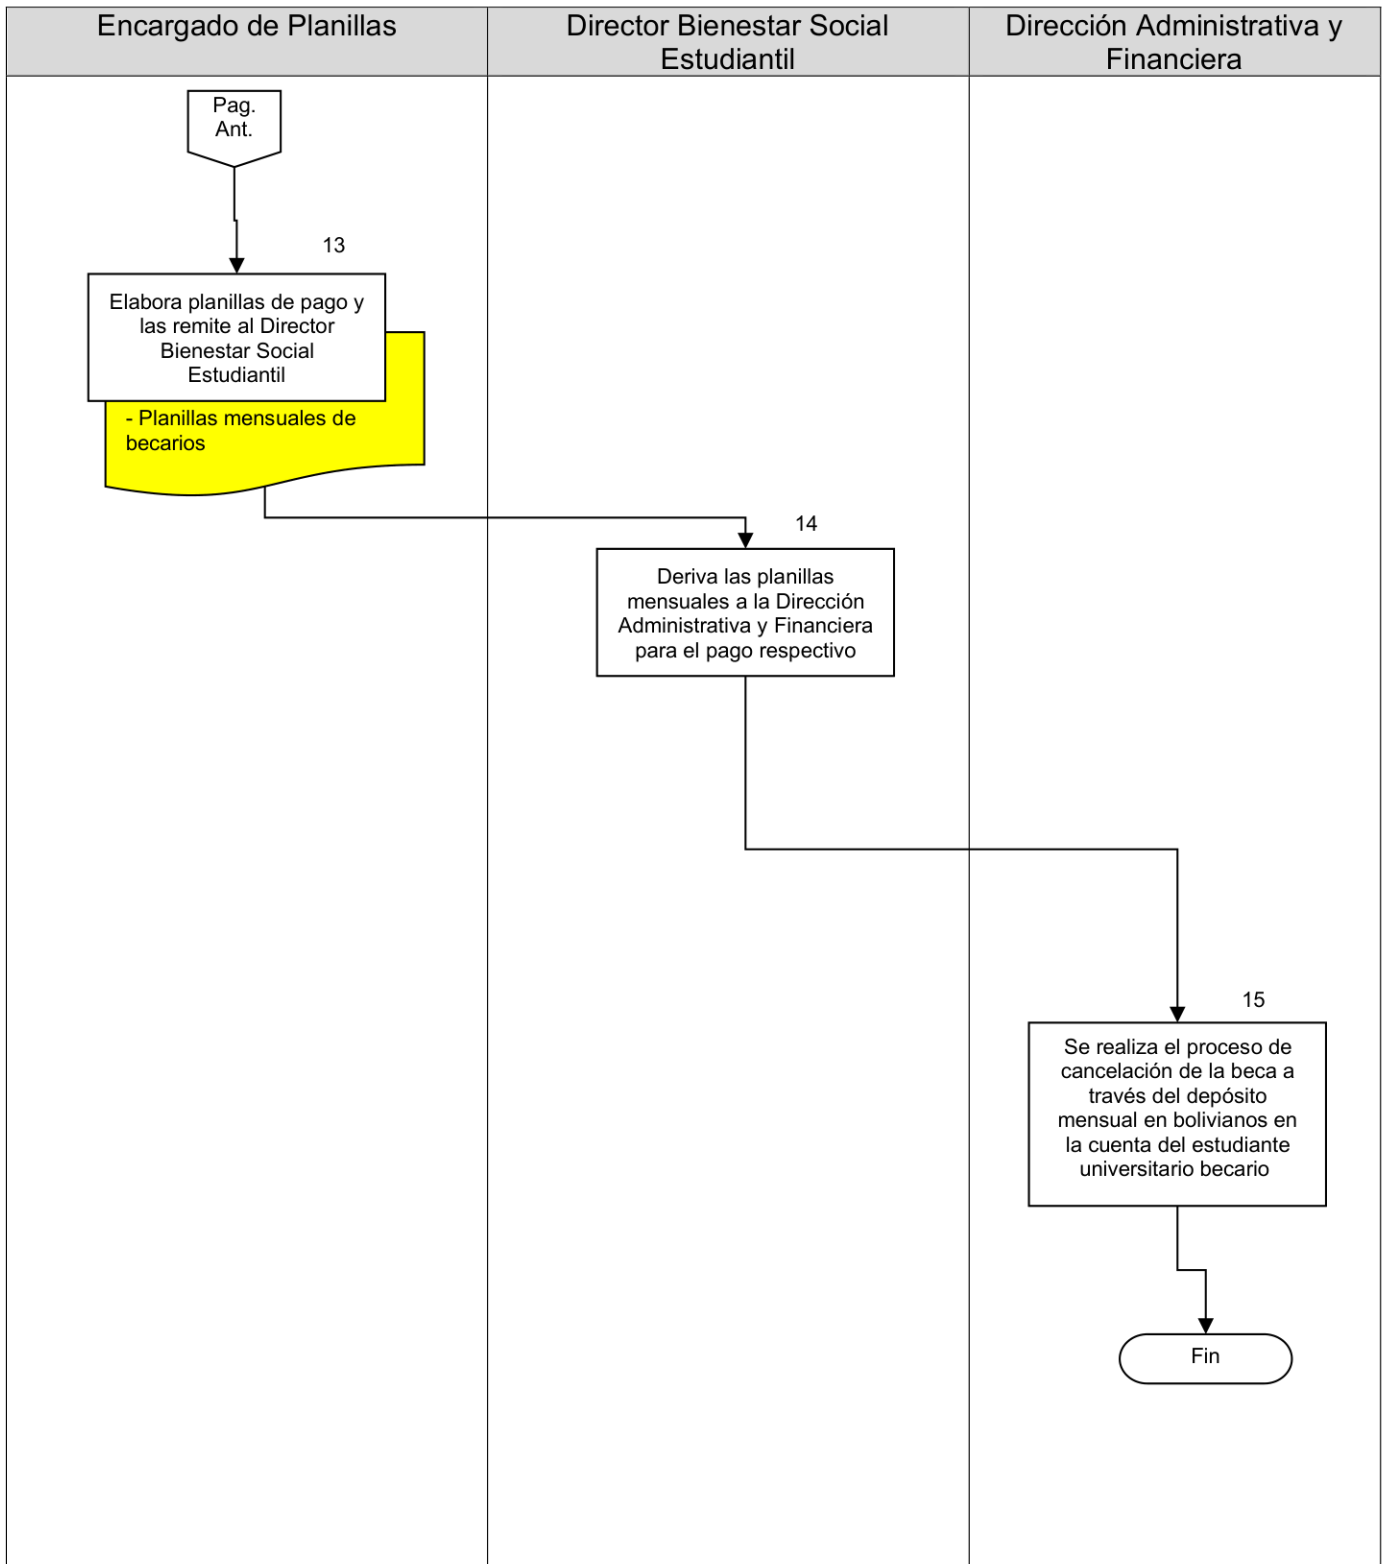 Encargado de Planillas
Director Bienestar Social
Estudiantil
Dirección Administrativa y
Financiera
Pag.
Ant.
13
Elabora planillas de pago y
las remite al Director
Bienestar Social
Estudiantil
- Planillas mensuales de
becarios
14
Deriva las planillas
mensuales a la Dirección
Administrativa y Financiera
para el pago respectivo
15
Se realiza el proceso de
cancelación de la beca a
través del depósito
mensual en bolivianos en
la cuenta del estudiante
universitario becario
Fin